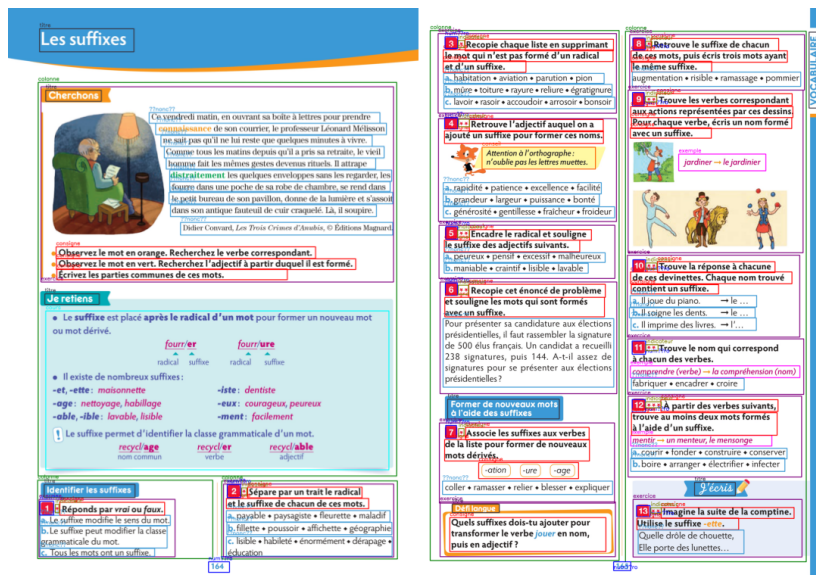 Les suffixes
Cherchons
Ce vendredi matin, en ouvrant sa boîte à lettres pour prendre
connaissance de son courrier, le professeur Léonard Mélisson
ne sait pas qu'il ne lui reste que quelques minutes à vivre.
Comme tous les matins depuis qu'il a pris sa retraite, le vieil
homme fait les mêmes gestes devenus rituels. Il attrape
distraitement les quelques enveloppes sans les regarder, les
fourre dans une poche de sa robe de chambre, se rend dans
le petit bureau de son pavillon, donne de la lumière et s'assoit
dans son antique fauteuil de cuir craquelé. Là, il soupire.
Didier Convard, Les Trois Crimes d'Anubis, © Éditions Magnard.
Observez le mot en orange. Recherchez le verbe correspondant.
Observez le mot en vert. Recherchez l'adjectif à partir duquel il est formé.
Écrivez les parties communes de ces mots.
Je retiens
• Le suffixe est placé après le radical d'un mot pour former un nouveau mot
ou mot dérivé.
fourr/er fourr/ure
radical suffixe radical suffixe
• Il existe de nombreux suffixes :
-et, -ette : maisonnette -iste : dentiste
-age : nettoyage, habillage -eux : courageux, peureux
-able, -ible : lavable, lisible -ment : facilement
! Le suffixe permet d'identifier la classe grammaticale d'un mot.
recycl/age recycl/er recycl/able
nom commun verbe adjectif
Identifier les suffixes
1 Réponds par vrai ou faux.
a. Le suffixe modifie le sens du mot.
b. Le suffixe peut modifier la classe
grammaticale du mot.
c. Tous les mots ont un suffixe.
2 Sépare par un trait le radical
et le suffixe de chacun de ces mots.
a. payable • paysagiste • fleurette • maladif
b. fillette • poussoir • affichette • géographie
c. lisible • habileté • énormément • dérapage •
éducation
164
3 Recopie chaque liste en supprimant
le mot qui n'est pas formé d'un radical
et d'un suffixe.
a. habitation • aviation • parution • pion
b. mûre • toiture • rayure • reliure • égratignure
c. lavoir • rasoir • accoudoir • arrosoir • bonsoir
4 Retrouve l'adjectif auquel on a
ajouté un suffixe pour former ces noms.
Attention à l'orthographe :
n'oublie pas les lettres muettes.
a. rapidité • patience • excellence • facilité
b. grandeur • largeur • puissance • bonté
c. générosité • gentillesse • fraîcheur • froideur
5 Encadre le radical et souligne
le suffixe des adjectifs suivants.
a. peureux • pensif • excessif • malheureux
b. maniable • craintif • lisible • lavable
6 Recopie cet énoncé de problème
et souligne les mots qui sont formés
avec un suffixe.
Pour présenter sa candidature aux élections
présidentielles, il faut rassembler la signature
de 500 élus français. Un candidat a recueilli
238 signatures, puis 144. A-t-il assez de
signatures pour se présenter aux élections
présidentielles ?
Former de nouveaux mots
à l'aide des suffixes
7 Associe les suffixes aux verbes
de la liste pour former de nouveaux
mots dérivés.
-ation -ure -age
coller • ramasser • relier • blesser • expliquer
Défi langue
Quels suffixes dois-tu ajouter pour
transformer le verbe jouer en nom,
puis en adjectif ?
8 Retrouve le suffixe de chacun
de ces mots, puis écris trois mots ayant
le même suffixe.
augmentation • risible • ramassage • pommier
9 Trouve les verbes correspondant
aux actions représentées par ces dessins.
Pour chaque verbe, écris un nom formé
avec un suffixe.
exemple
jardiner → le jardinier
10 Trouve la réponse à chacune
de ces devinettes. Chaque nom trouvé
contient un suffixe.
a. Il joue du piano. → le …
b. Il soigne les dents. → le …
c. Il imprime des livres. → l'…
11 Trouve le nom qui correspond
à chacun des verbes.
comprendre (verbe) → la compréhension (nom)
fabriquer • encadrer • croire
12 À partir des verbes suivants,
trouve au moins deux mots formés
à l'aide d'un suffixe.
mentir → un menteur, le mensonge
a. courir • fonder • construire • conserver
b. boire • arranger • électrifier • infecter
J'écris
13 Imagine la suite de la comptine.
Utilise le suffixe -ette.
Quelle drôle de chouette,
Elle porte des lunettes…
VOCABULAIRE